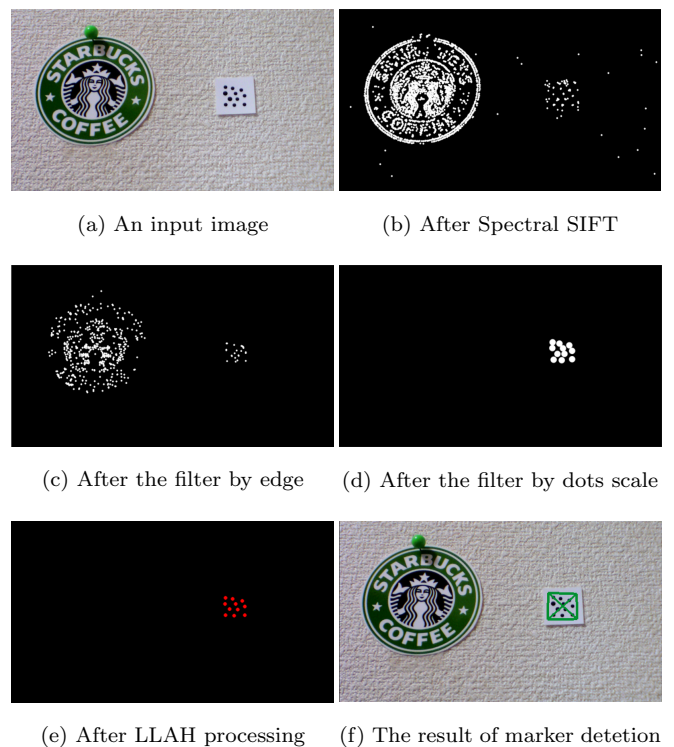 STARBUCKS
COFFEE
(a) An input image
(b) After Spectral SIFT
(c) After the filter by edge
(d) After the filter by dots scale
STARBUCKS
COFFEE
(e) After LLAH processing
(f) The result of marker detetion